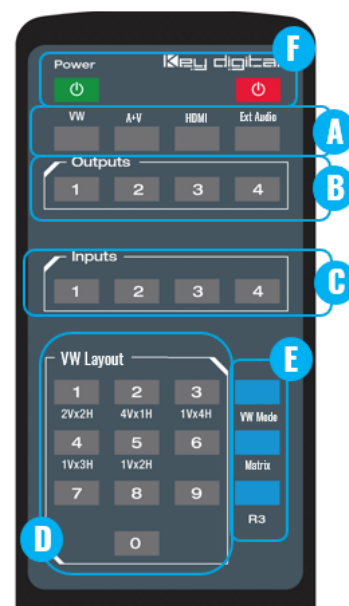 Power Key digital F
VW A+V HDMI Ext Audio A
Outputs
1 2 3 4 B
Inputs
1 2 3 4 C
VW Layout E
1 2 3
2Vx2H 4Vx1H 1Vx4H VW Mode
4 5 6
1Vx3H 1Vx2H Matrix
7 8 9
R3
D 0